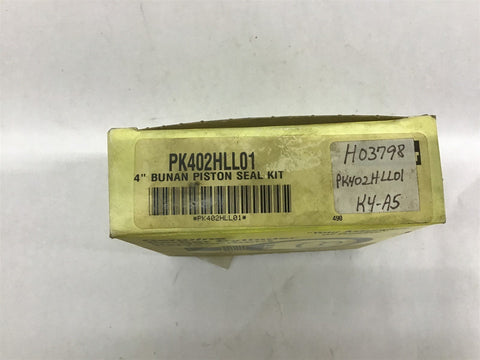 PK402HLL01
4" BUNAN PISTON SEAL KIT
*PK402HLL01*
490
H03798
PK402HLL01
K4-A5